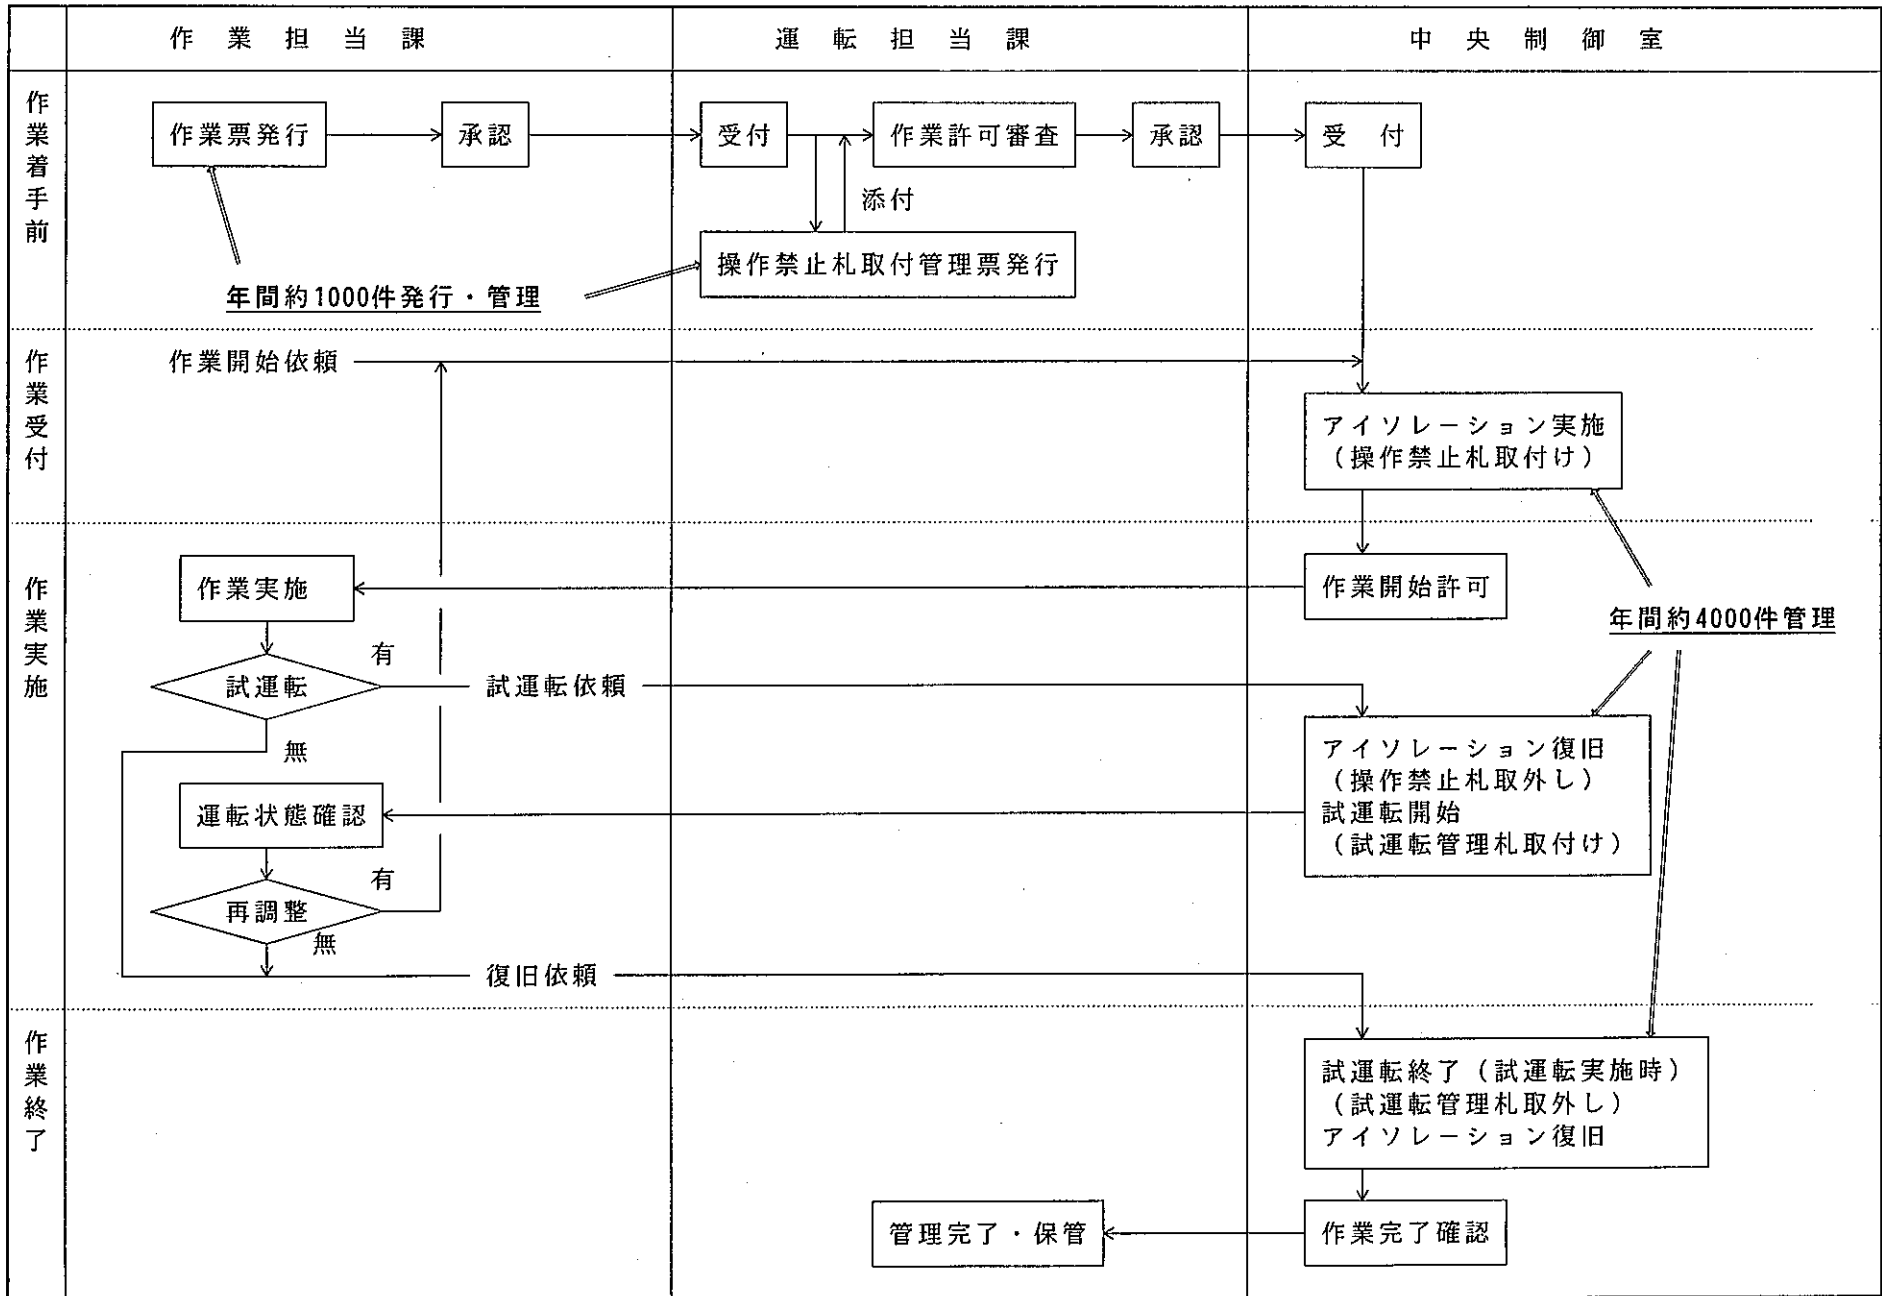 作業担当課
運転担当課
中央制御室
作業着手前
作業票発行
承認
受付
作業許可審査
承認
受付
添付
操作禁止札取付管理票発行
年間約1000件発行・管理
作業受付
作業開始依頼
アイソレーション実施
（操作禁止札取付け）
作業実施
作業実施
作業開始許可
年間約4000件管理
有
試運転
試運転依頼
無
アイソレーション復旧
（操作禁止札取外し）
試運転開始
（試運転管理札取付け）
運転状態確認
有
再調整
無
復旧依頼
作業終了
試運転終了（試運転実施時）
（試運転管理札取外し）
アイソレーション復旧
管理完了・保管
作業完了確認